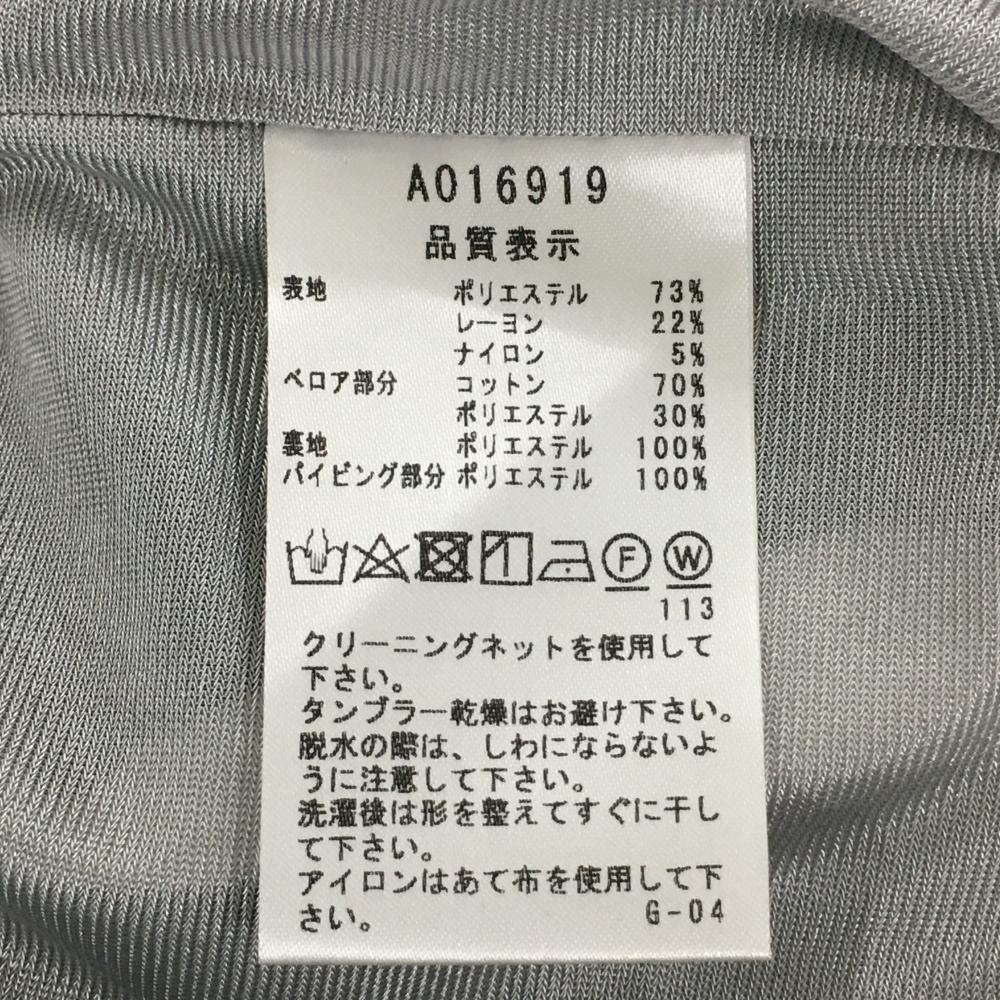 A016919
品質表示
表地 ポリエステル 73%
レーヨン 22%
ナイロン 5%
ベロア部分 コットン 70%
ポリエステル 30%
裏地 ポリエステル 100%
パイピング部分 ポリエステル 100%
F W
113
クリーニングネットを使用して
下さい。
タンブラー乾燥はお避け下さい。
脱水の際は、しわにならないよ
うに注意して下さい。
洗濯後は形を整えてすぐに干し
て下さい。
アイロンはあて布を使用して下
さい。 G-04